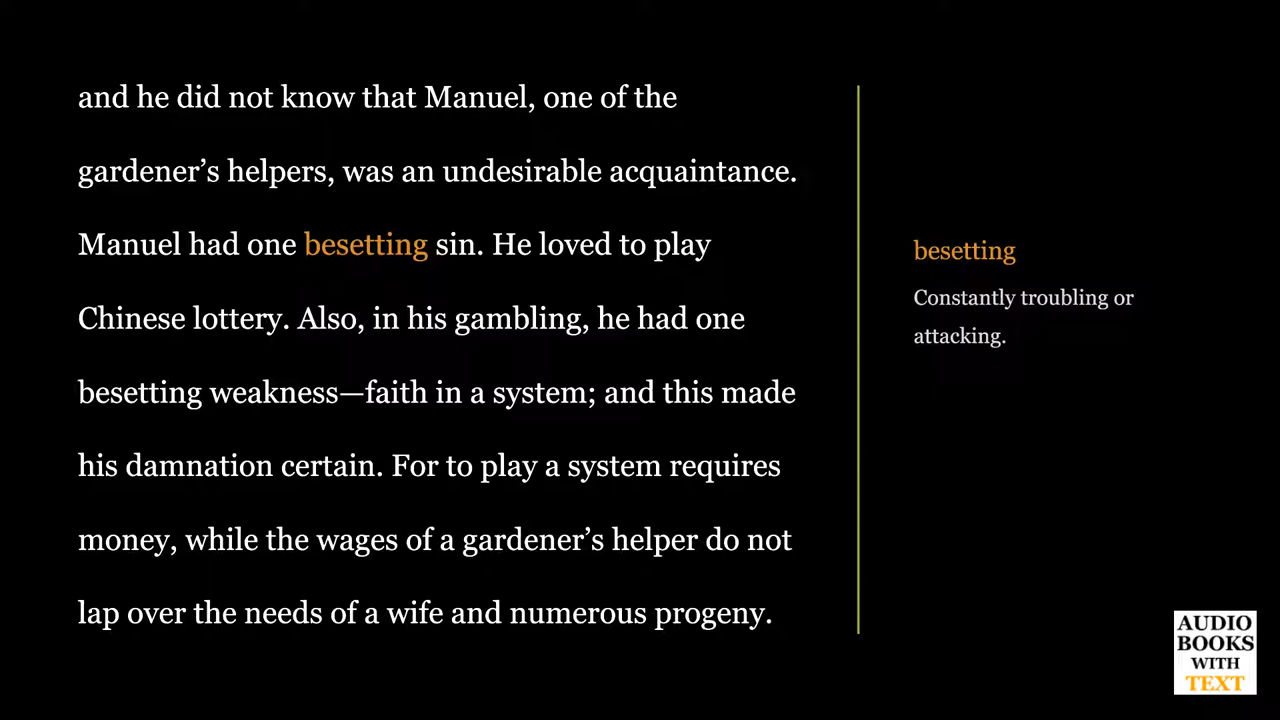 and he did not know that Manuel, one of the
gardener’s helpers, was an undesirable acquaintance.
Manuel had one besetting sin. He loved to play
Chinese lottery. Also, in his gambling, he had one
besetting weakness—faith in a system; and this made
his damnation certain. For to play a system requires
money, while the wages of a gardener’s helper do not
lap over the needs of a wife and numerous progeny.
besetting
Constantly troubling or
attacking.
AUDIO
BOOKS
WITH
TEXT